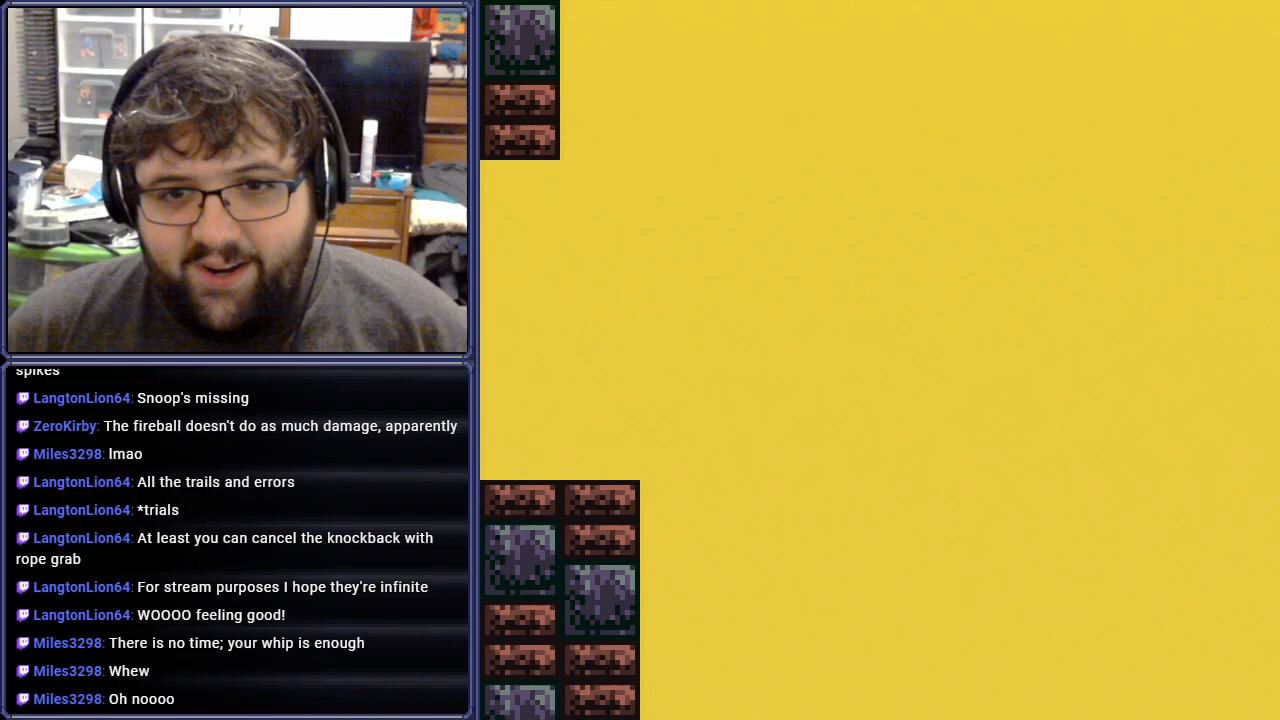 spikes
LangtonLion64: Snoop's missing
ZeroKirby: The fireball doesn't do as much damage, apparently
Miles3298: lmao
LangtonLion64: All the trails and errors
LangtonLion64: *trials
LangtonLion64: At least you can cancel the knockback with
rope grab
LangtonLion64: For stream purposes I hope they're infinite
LangtonLion64: WOOOO feeling good!
Miles3298: There is no time; your whip is enough
Miles3298: Whew
Miles3298: Oh noooo